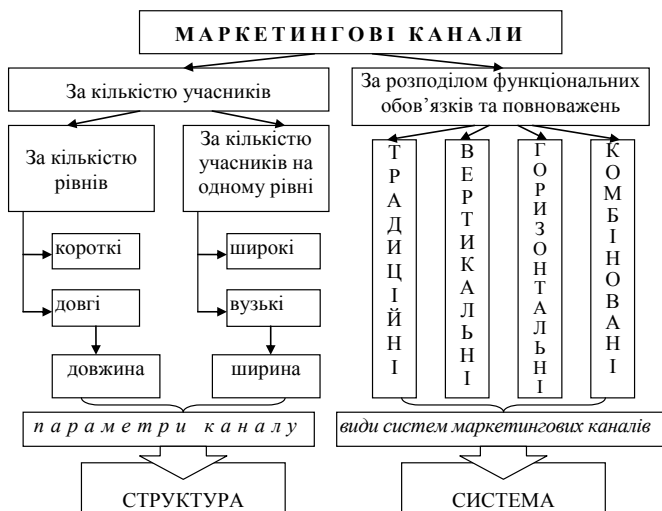 МАРКЕТИНГОВІ КАНАЛИ
За кількістю учасників
За розподілом функціональних
обов’язків та повноважень
За кількістю
рівнів
За кількістю
учасників на
одному рівні
короткі
довгі
довжина
широкі
вузькі
ширина
ТРАДИЦІЙНІ
ВЕРТИКАЛЬНІ
ГОРИЗОНТАЛЬНІ
КОМБІНОВАНІ
параметри каналу
види систем маркетингових каналів
СТРУКТУРА
СИСТЕМА